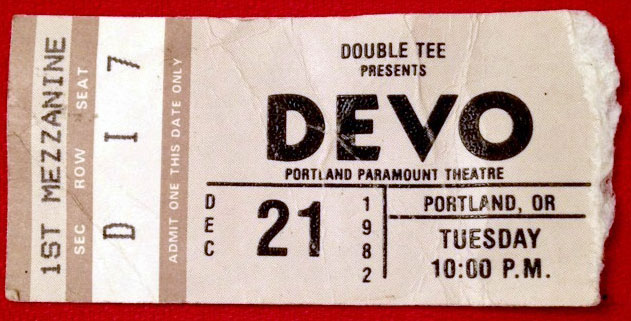 1ST MEZZANINE
SEC ROW SEAT
D I 7
ADMIT ONE THIS DATE ONLY
DOUBLE TEE
PRESENTS
DEVO
PORTLAND PARAMOUNT THEATRE
DEC 21 1982
PORTLAND, OR
TUESDAY
10:00 P.M.